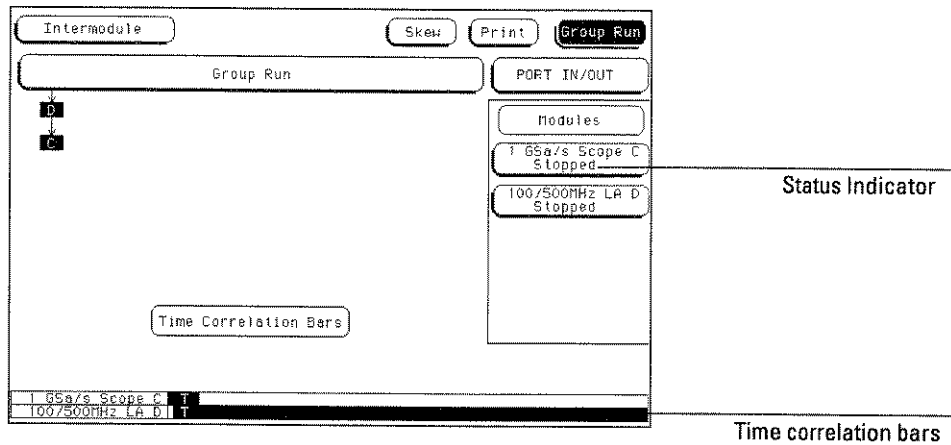 Intermodule
Skew
Print
Group Run
Group Run
PORT IN/OUT
D
C
Modules
1 GSa/s Scope C
Stopped
Status Indicator
100/500MHz LA D
Stopped
Time Correlation Bars
1 GSa/s Scope C T
100/500MHz LA D T
Time correlation bars